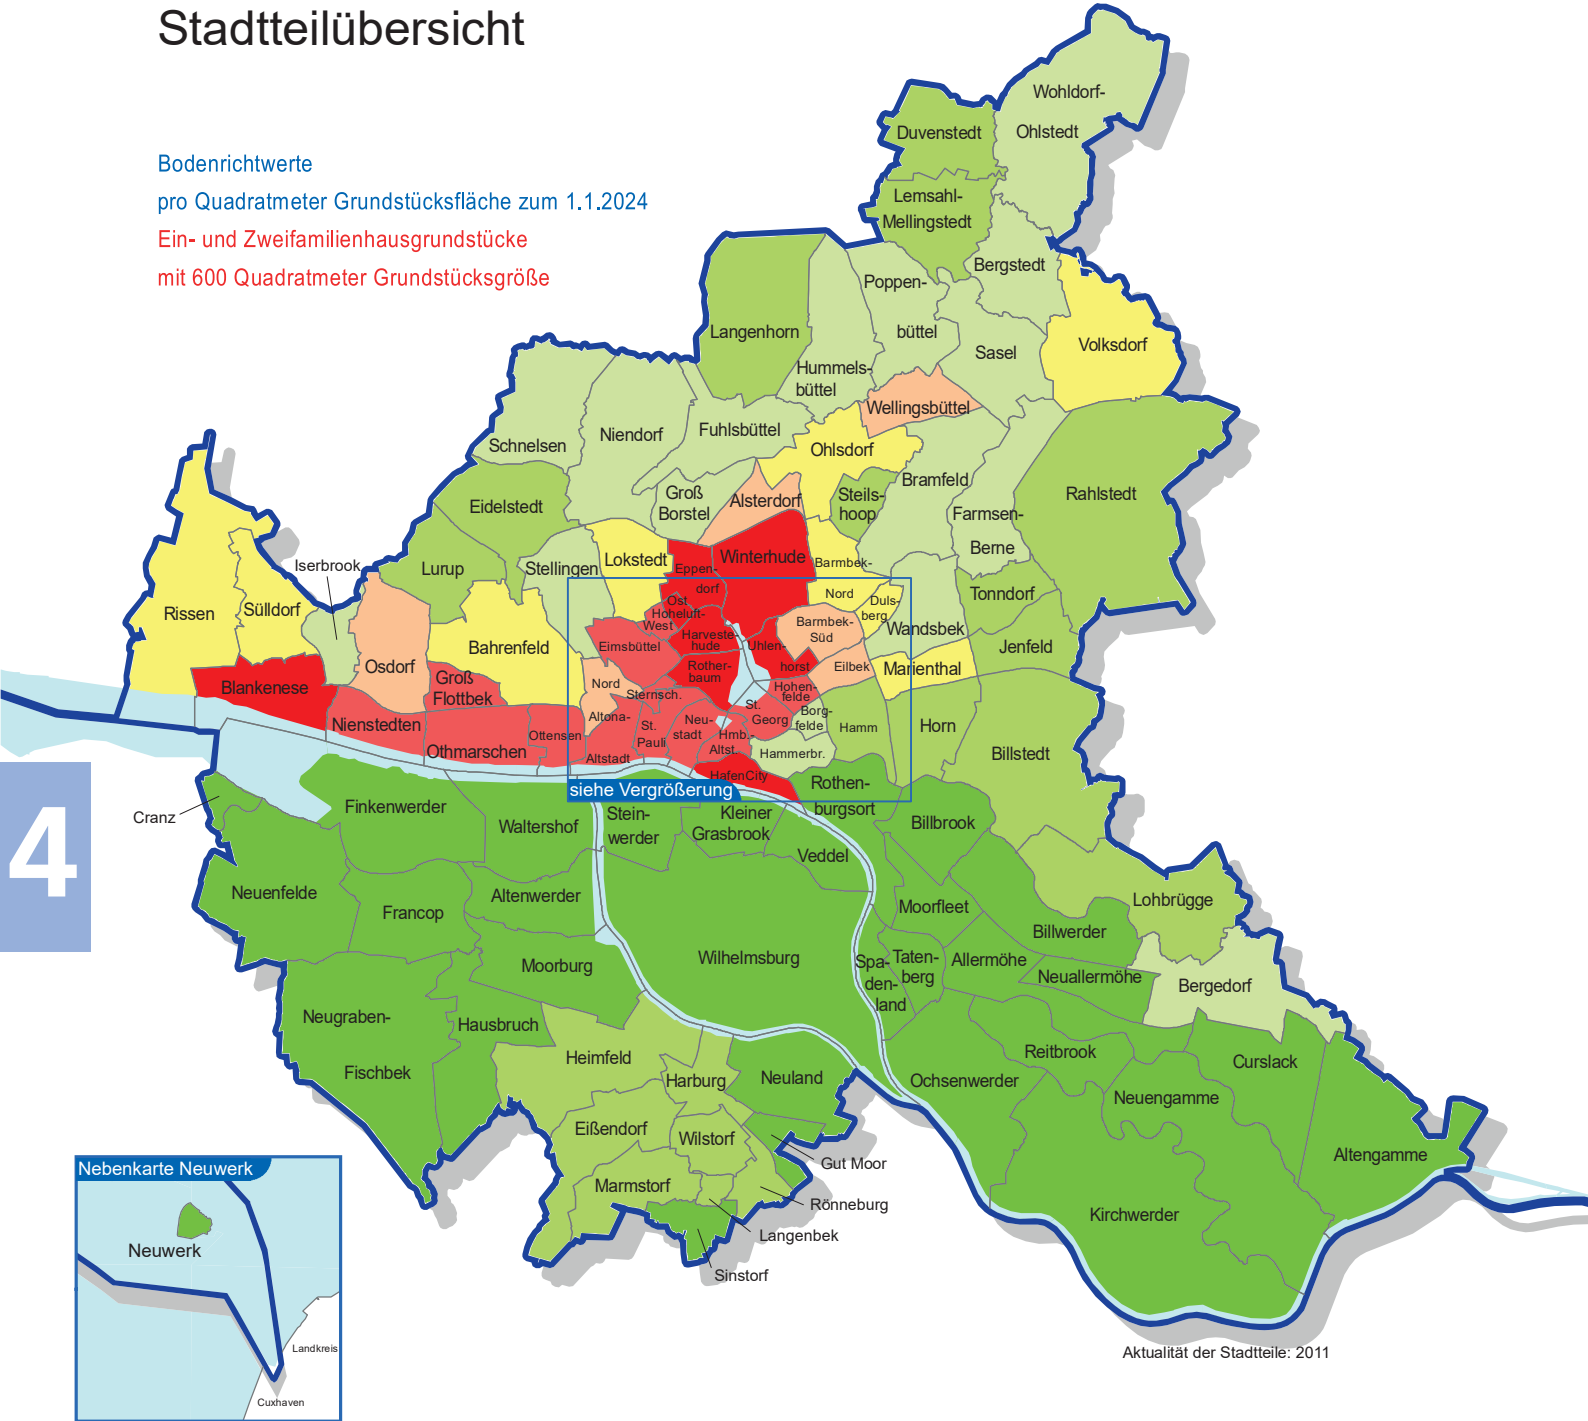 Stadtteilübersicht
Bodenrichtwerte
pro Quadratmeter Grundstücksfläche zum 1.1.2024
Ein- und Zweifamilienhausgrundstücke
mit 600 Quadratmeter Grundstücksgröße
Wohldorf-
Ohlstedt
Duvenstedt
Lemsahl-
Mellingstedt
Bergstedt
Poppen-
büttel
Langenhorn
Hummels-
büttel
Sasel
Volksdorf
Wellingsbüttel
Schnelsen
Niendorf
Fuhlsbüttel
Ohlsdorf
Bramfeld
Rahlstedt
Eidelstedt
Groß
Borstel
Alsterdorf
Steils-
hoop
Farmsen-
Berne
Iserbrook
Lurup
Stellingen
Lokstedt
Eppen-
dorf
Winterhude
Barmbek-
Nord
Duls-
berg
Tonndorf
Rissen
Sülldorf
Osdorf
Bahrenfeld
Ost
Hoheluft-
West
Eimsbüttel
Harveste-
hude
Uhlen-
horst
Barmbek-
Süd
Wandsbek
Jenfeld
Blankenese
Groß
Flottbek
Nord
Altona-
Altstadt
Sternsch.
Rother-
baum
Hohen-
felde
Eilbek
Marienthal
Nienstedten
Othmarschen
Ottensen
St.
Pauli
Neu-
stadt
Hmb.-
Altst.
St.
Georg
Borg-
felde
Hamm
Horn
Billstedt
Hammerbr.
HafenCity
siehe Vergrößerung
Rothen-
burgsort
4
Cranz
Finkenwerder
Waltershof
Stein-
werder
Kleiner
Grasbrook
Veddel
Billbrook
Neuenfelde
Francop
Altenwerder
Moorfleet
Billwerder
Lohbrügge
Moorburg
Wilhelmsburg
Spa-
den-
land
Taten-
berg
Allermöhe
Neuallermöhe
Bergedorf
Neugraben-
Fischbek
Hausbruch
Heimfeld
Harburg
Neuland
Reitbrook
Ochsenwerder
Curslack
Neuengamme
Eißendorf
Wilstorf
Gut Moor
Altengamme
Marmstorf
Rönneburg
Kirchwerder
Langenbek
Sinstorf
Nebenkarte Neuwerk
Neuwerk
Landkreis
Cuxhaven
Aktualität der Stadtteile: 2011